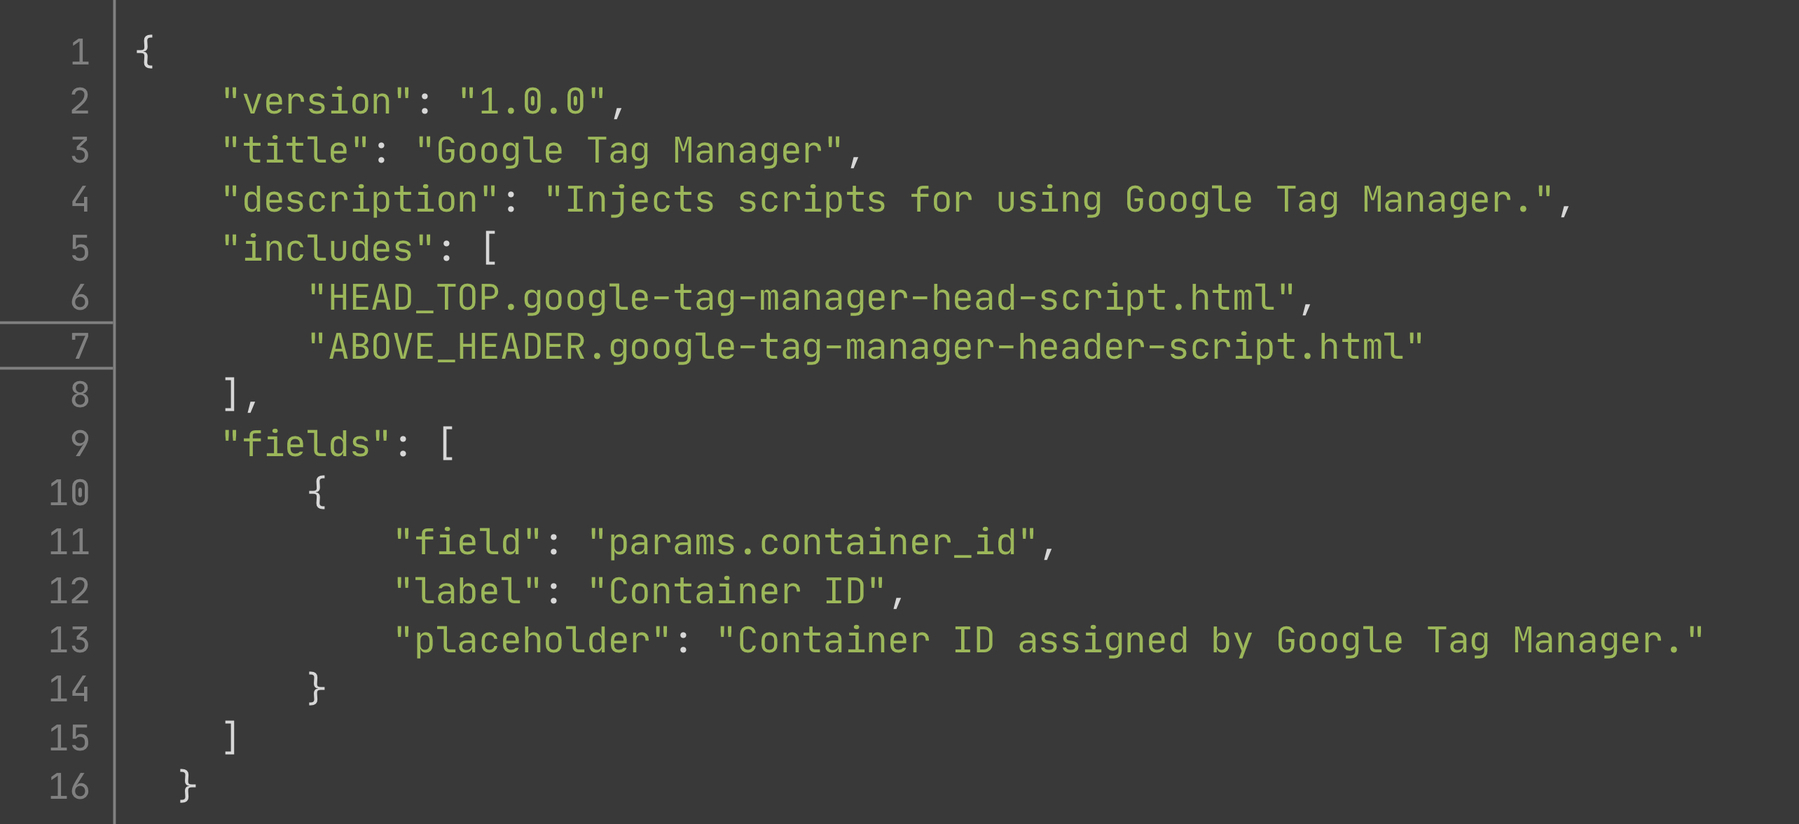 1 {
2     "version": "1.0.0",
3     "title": "Google Tag Manager",
4     "description": "Injects scripts for using Google Tag Manager.",
5     "includes": [
6         "HEAD_TOP.google-tag-manager-head-script.html",
7         "ABOVE_HEADER.google-tag-manager-header-script.html"
8     ],
9     "fields": [
10         {
11             "field": "params.container_id",
12             "label": "Container ID",
13             "placeholder": "Container ID assigned by Google Tag Manager."
14         }
15     ]
16   }